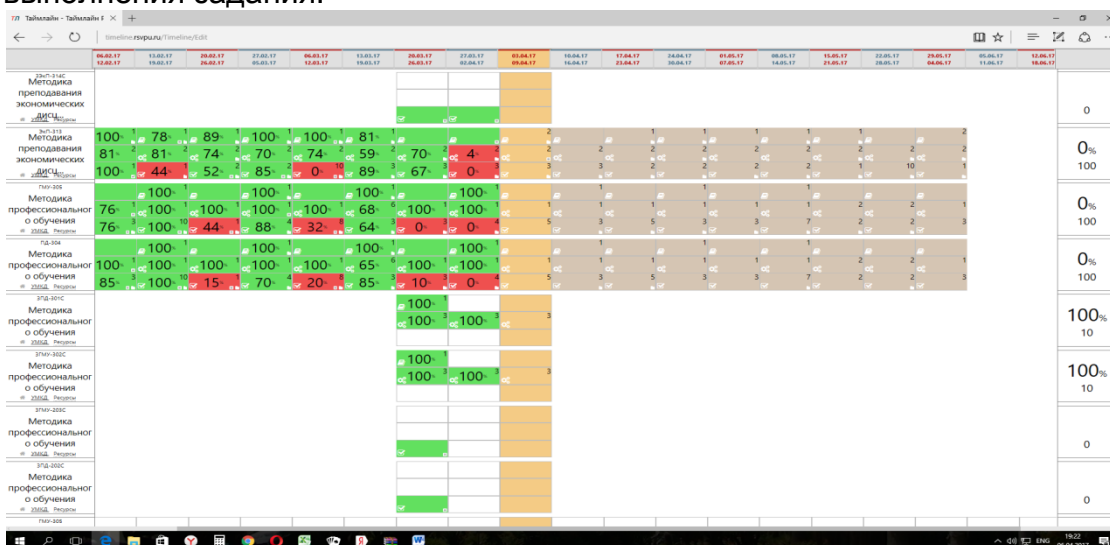 выполнения задания.
Таймлайн - Таймлайн F
timeline.rsvpu.ru/Timeline/Edit
06.02.17 13.02.17 20.02.17 27.02.17 06.03.17 13.03.17 20.03.17 27.03.17 03.04.17 10.04.17 17.04.17 24.04.17 01.05.17 08.05.17 15.05.17 22.05.17 29.05.17 05.06.17 12.06.17
12.02.17 19.02.17 26.02.17 05.03.17 12.03.17 19.03.17 26.03.17 02.04.17 09.04.17 16.04.17 23.04.17 30.04.17 07.05.17 14.05.17 21.05.17 28.05.17 04.06.17 11.06.17 18.06.17
Методика
преподавания
экономических
дисц...
УМКД Ресурсы
0
ЭкП-313
Методика
преподавания
экономических
дисц...
УМКД Ресурсы
100% 78% 89% 100% 100% 81%
81% 81% 74% 70% 74% 59% 70% 4%
100% 44% 52% 85% 0% 89% 67% 0%
0%
100
ГМУ-305
Методика
профессиональног
о обучения
УМКД Ресурсы
100% 100% 100% 100%
76% 100% 100% 100% 100% 68% 100% 100%
76% 100% 44% 88% 32% 64% 0% 0%
0%
100
ПД-304
Методика
профессиональног
о обучения
УМКД Ресурсы
100% 100% 100% 100%
100% 100% 100% 100% 100% 65% 100% 100%
85% 100% 15% 70% 20% 85% 10% 0%
0%
100
ЗПД-301С
Методика
профессиональног
о обучения
УМКД Ресурсы
100%
100% 100%
100%
10
ЗГМУ-302С
Методика
профессиональног
о обучения
УМКД Ресурсы
100%
100% 100%
100%
10
ЗГМУ-203С
Методика
профессиональног
о обучения
УМКД Ресурсы
0
ЗПД-202С
Методика
профессиональног
о обучения
УМКД Ресурсы
0
ГМУ-306
ENG
19:22
06.04.2017